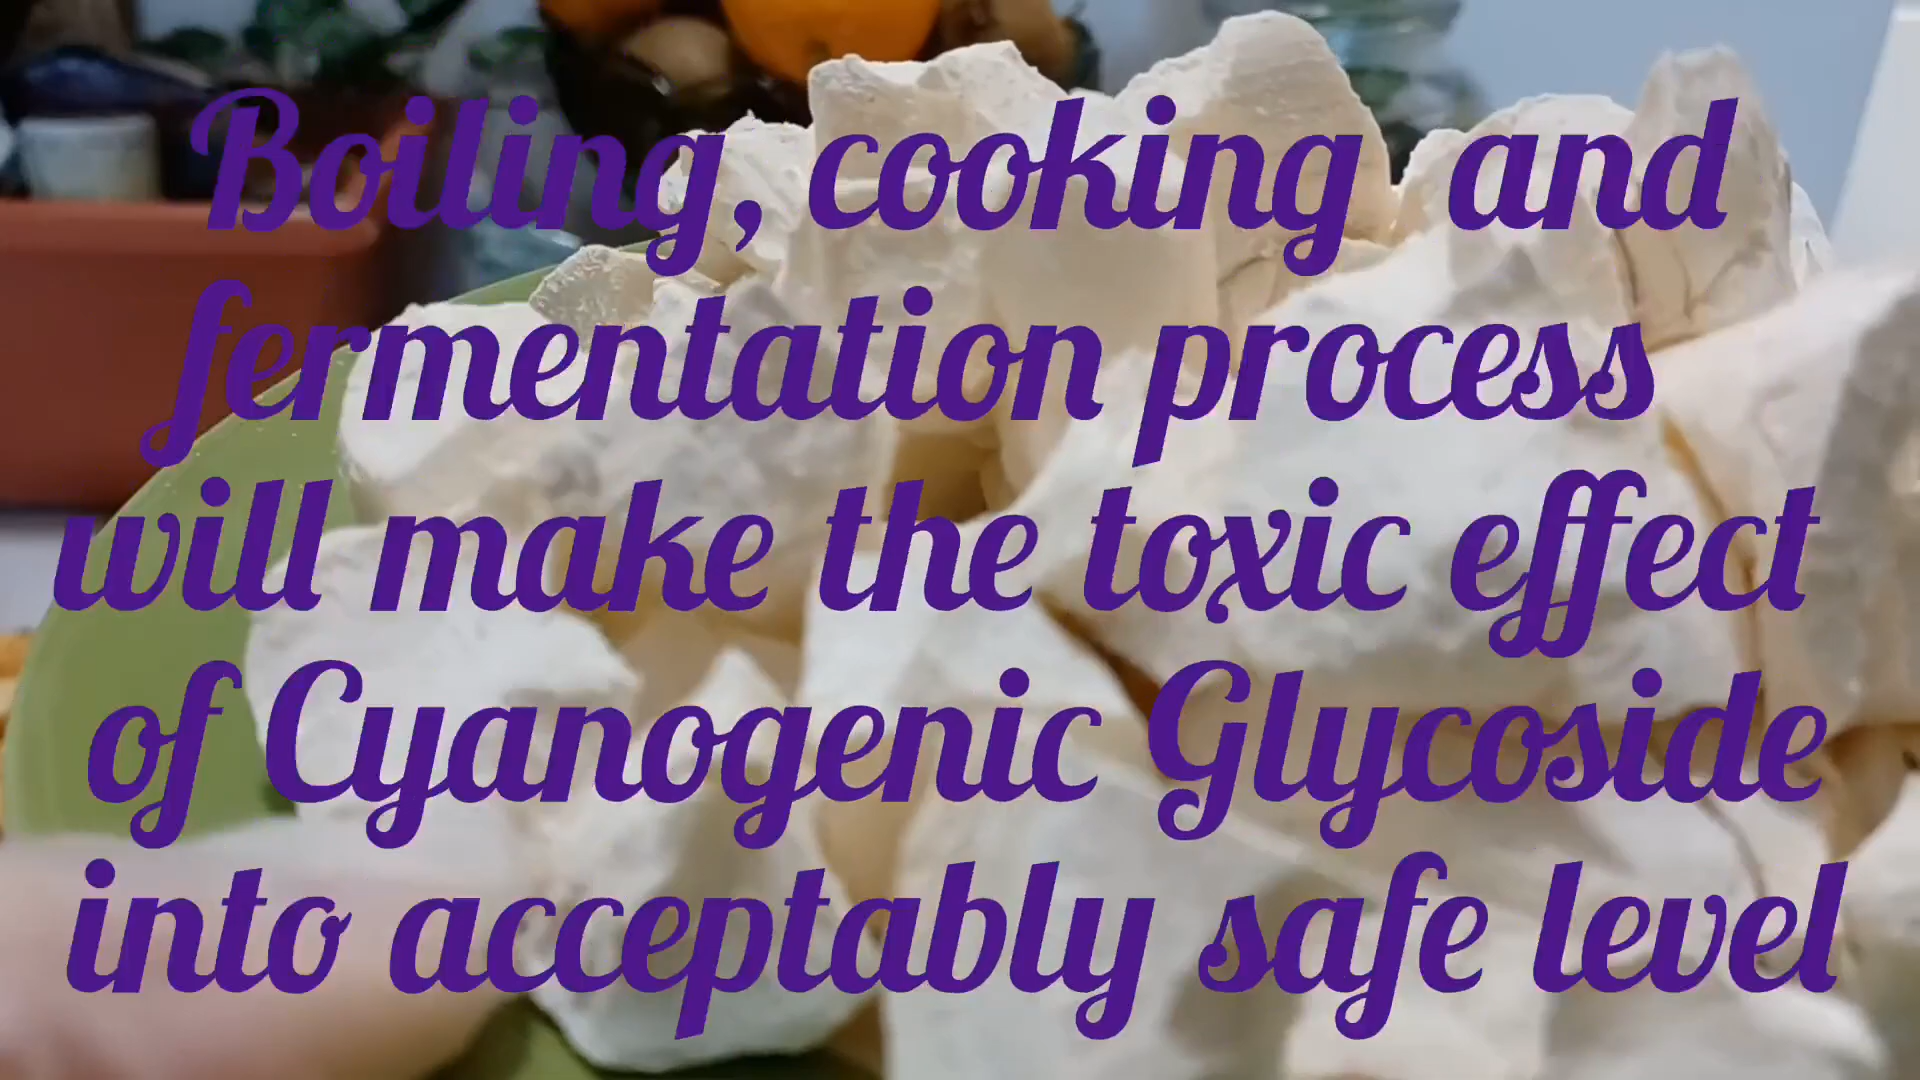 Boiling, cooking and
fermentation process
will make the toxic effect
of Cyanogenic Glycoside
into acceptably safe level